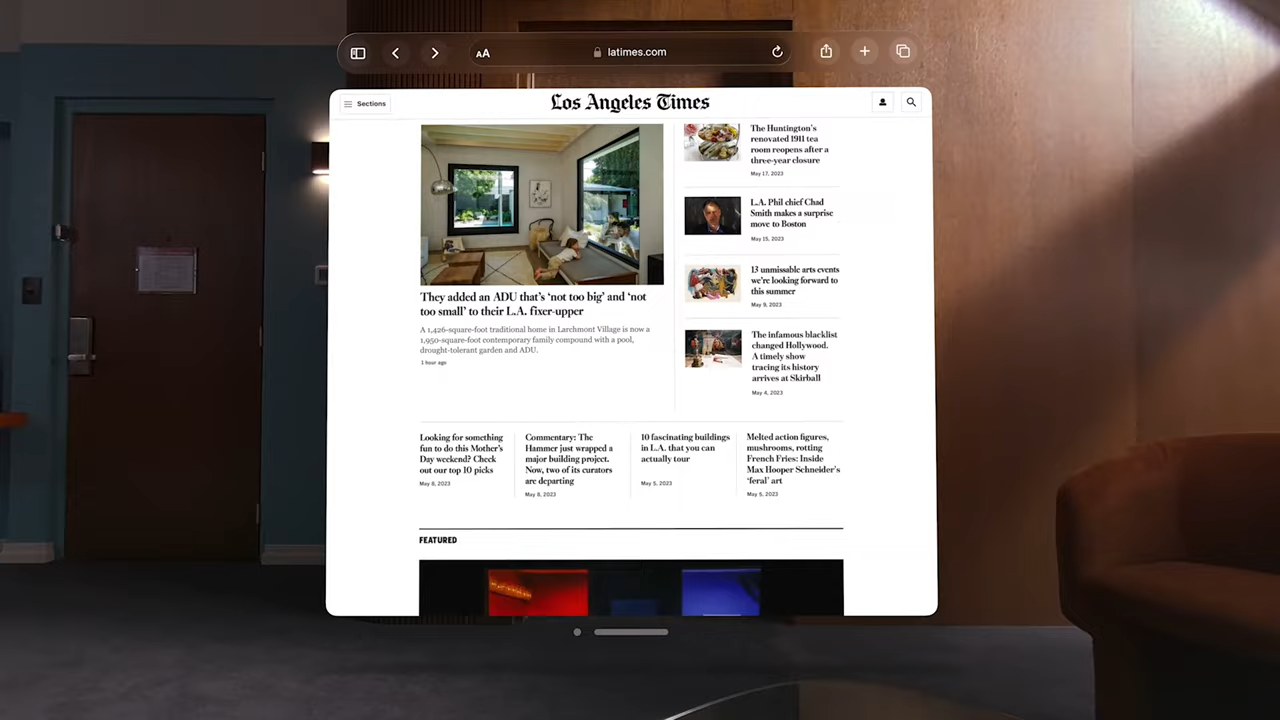 AA
latimes.com
Sections
Los Angeles Times
They added an ADU that's 'not too big' and 'not
too small' to their L.A. fixer-upper
A 1,426-square-foot traditional home in Larchmont Village is now a
1,950-square-foot contemporary family compound with a pool,
drought-tolerant garden and ADU.
1 hour ago
The Huntington's
renovated 1911 tea
room reopens after a
three-year closure
May 17, 2023
L.A. Phil chief Chad
Smith makes a surprise
move to Boston
May 15, 2023
13 unmissable arts events
we're looking forward to
this summer
May 9, 2023
The infamous blacklist
changed Hollywood.
A timely show
tracing its history
arrives at Skirball
May 4, 2023
Looking for something
fun to do this Mother's
Day weekend? Check
out our top 10 picks
May 8, 2023
Commentary: The
Hammer just wrapped a
major building project.
Now, two of its curators
are departing
May 8, 2023
10 fascinating buildings
in L.A. that you can
actually tour
May 5, 2023
Melted action figures,
mushrooms, rotting
French Fries: Inside
Max Hooper Schneider's
'feral' art
May 5, 2023
FEATURED